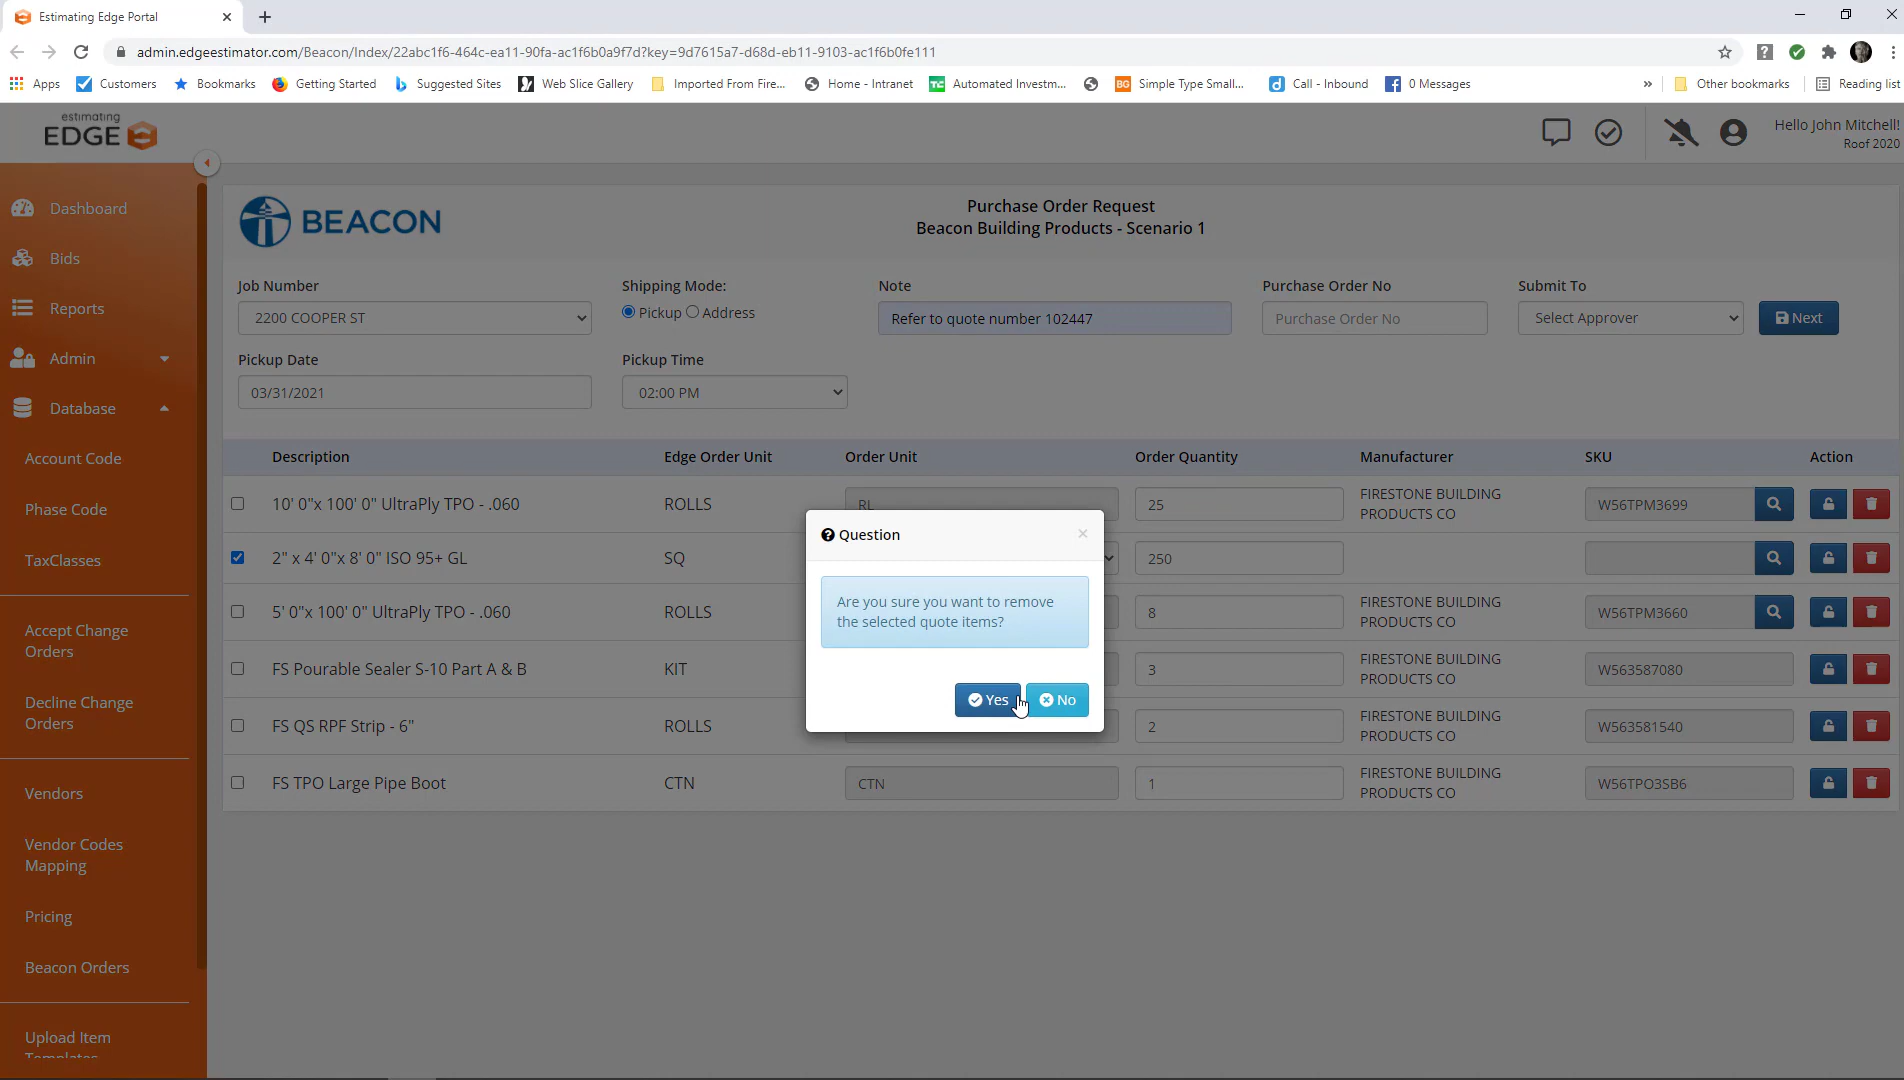 Estimating Edge Portal
admin.edgeestimator.com/Beacon/Index/22abc1f6-464c-ea11-90fa-ac1f6b0a9f7d?key=9d7615a7-d68d-eb11-9103-ac1f6b0fe111
Apps Customers Bookmarks Getting Started Suggested Sites Web Slice Gallery Imported From Fire... Home - Intranet TC Automated Investm... BG Simple Type Small... d Call - Inbound 0 Messages » Other bookmarks Reading list
estimating
EDGE
Hello John Mitchell!
Roof 2020
Dashboard
Bids
Reports
Admin
Database
Account Code
Phase Code
TaxClasses
Accept Change
Orders
Decline Change
Orders
Vendors
Vendor Codes
Mapping
Pricing
Beacon Orders
Upload Item
Templates
BEACON
Purchase Order Request
Beacon Building Products - Scenario 1
Job Number Shipping Mode: Note Purchase Order No Submit To
2200 COOPER ST Pickup Address Refer to quote number 102447 Purchase Order No Select Approver Next
Pickup Date Pickup Time
03/31/2021 02:00 PM
Description Edge Order Unit Order Unit Order Quantity Manufacturer SKU Action
10' 0"x 100' 0" UltraPly TPO - .060 ROLLS RL 25 FIRESTONE BUILDING PRODUCTS CO W56TPM3699
2" x 4' 0"x 8' 0" ISO 95+ GL SQ 250
5' 0"x 100' 0" UltraPly TPO - .060 ROLLS 8 FIRESTONE BUILDING PRODUCTS CO W56TPM3660
FS Pourable Sealer S-10 Part A & B KIT 3 FIRESTONE BUILDING PRODUCTS CO W563587080
FS QS RPF Strip - 6" ROLLS 2 FIRESTONE BUILDING PRODUCTS CO W563581540
FS TPO Large Pipe Boot CTN CTN 1 FIRESTONE BUILDING PRODUCTS CO W56TPO3SB6
Question
Are you sure you want to remove
the selected quote items?
Yes No